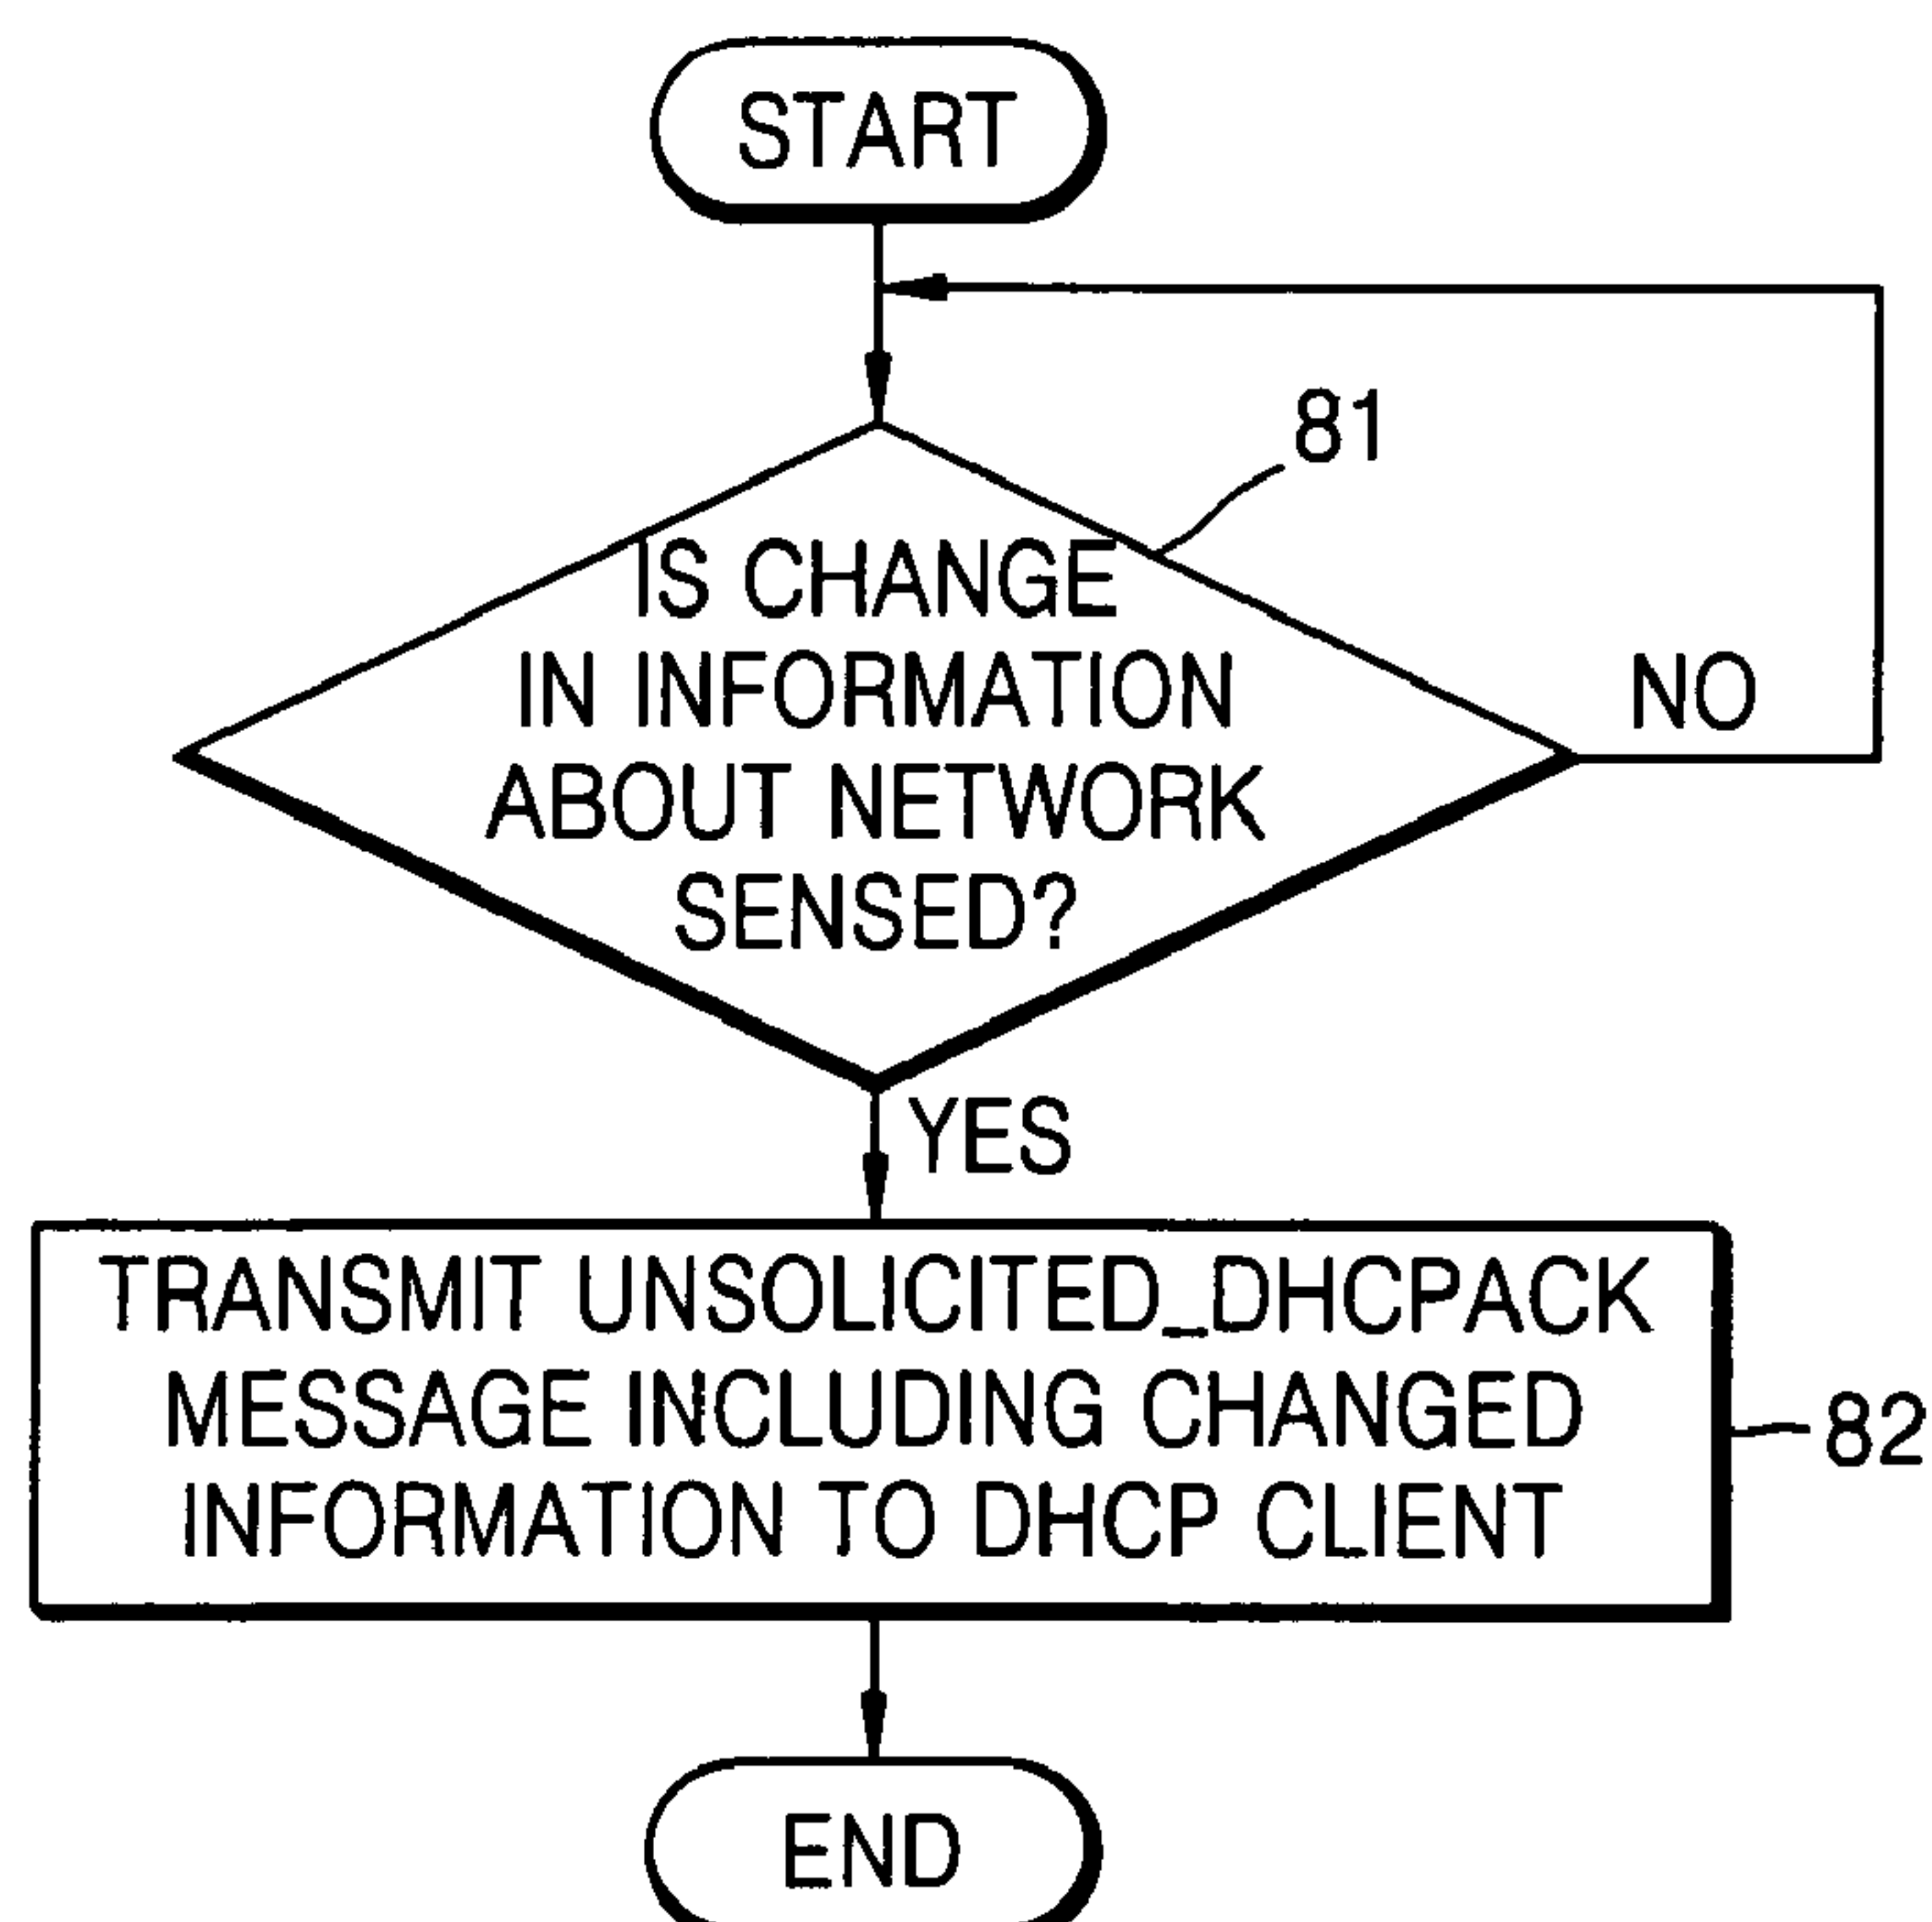 START
81
IS CHANGE
IN INFORMATION
ABOUT NETWORK
SENSED?
NO
YES
TRANSMIT UNSOLICITED_DHCPACK
MESSAGE INCLUDING CHANGED
INFORMATION TO DHCP CLIENT
82
END